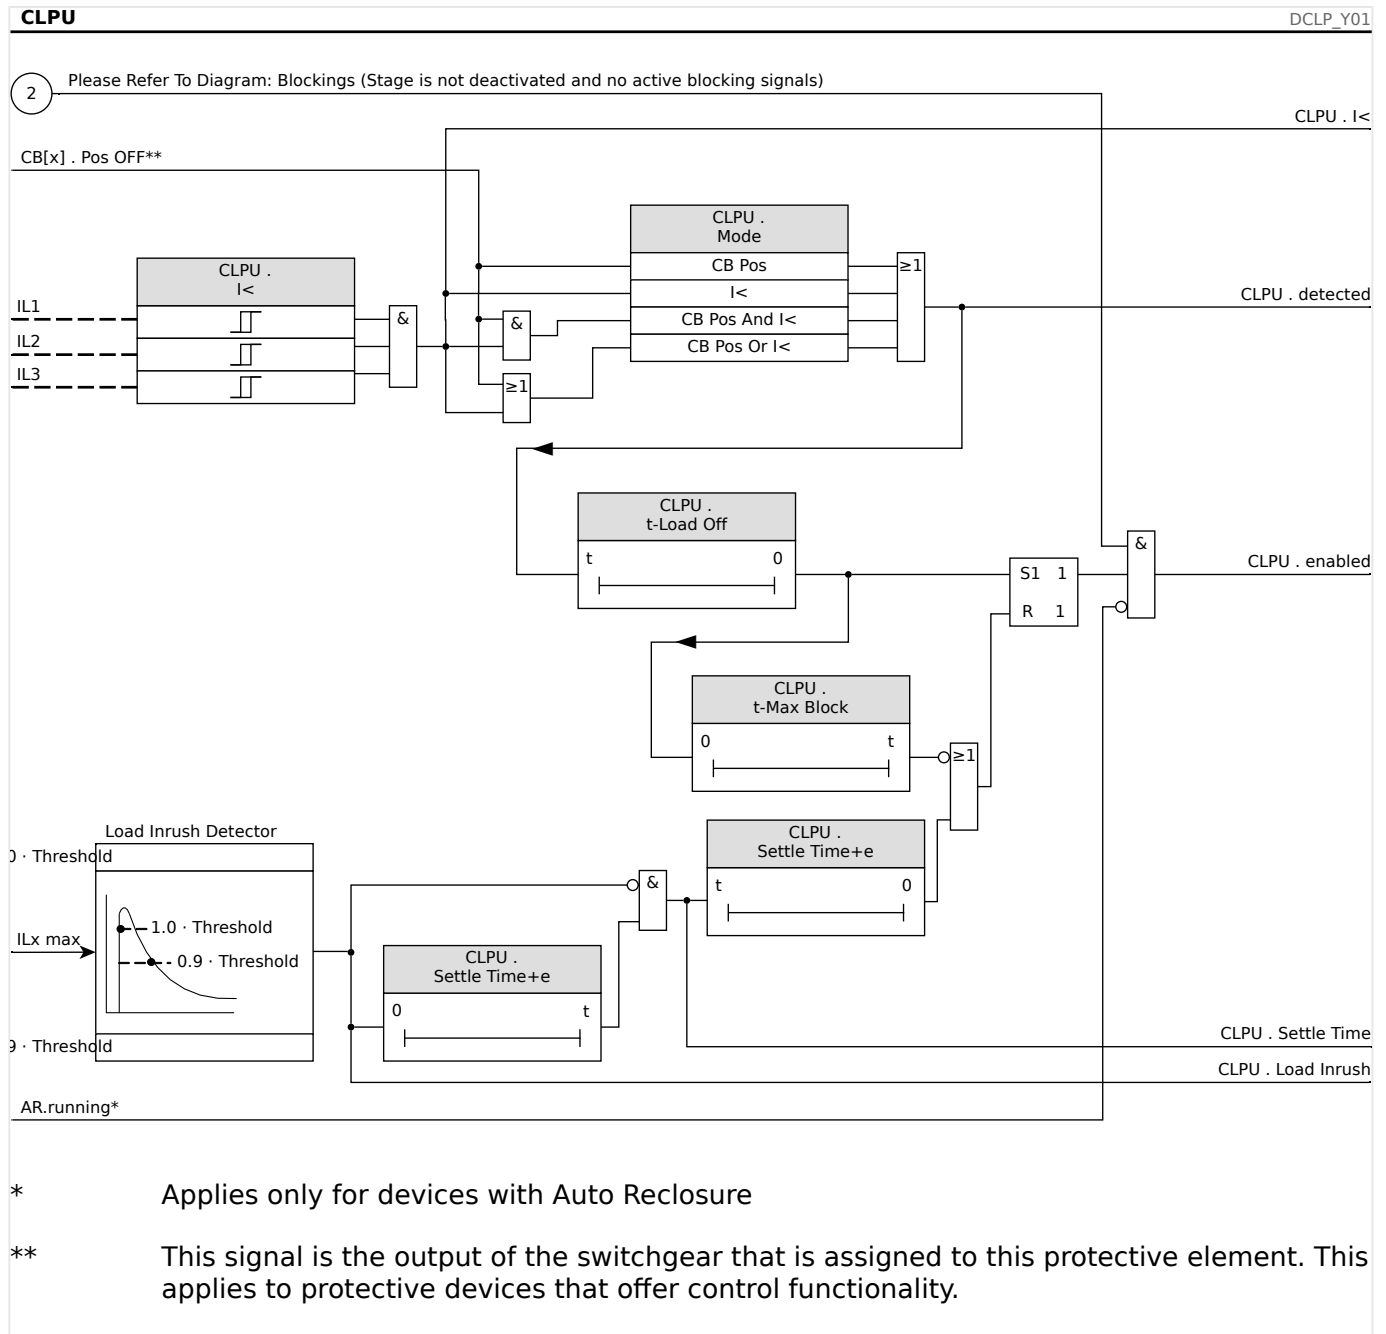 CLPU
DCLP_Y01
2
Please Refer To Diagram: Blockings (Stage is not deactivated and no active blocking signals)
CLPU . I<
CB[x] . Pos OFF**
CLPU .
Mode
CB Pos
I<
CB Pos And I<
CB Pos Or I<
≥1
CLPU . detected
CLPU .
I<
IL1
IL2
IL3
&
&
≥1
CLPU .
t-Load Off
t 0
S1 1
R 1
&
CLPU . enabled
CLPU .
t-Max Block
0 t
≥1
Load Inrush Detector
0 · Threshold
1.0 · Threshold
ILx max
0.9 · Threshold
9 · Threshold
&
CLPU .
Settle Time+e
t 0
CLPU .
Settle Time+e
0 t
CLPU . Settle Time
CLPU . Load Inrush
AR.running*
* Applies only for devices with Auto Reclosure
** This signal is the output of the switchgear that is assigned to this protective element. This
applies to protective devices that offer control functionality.